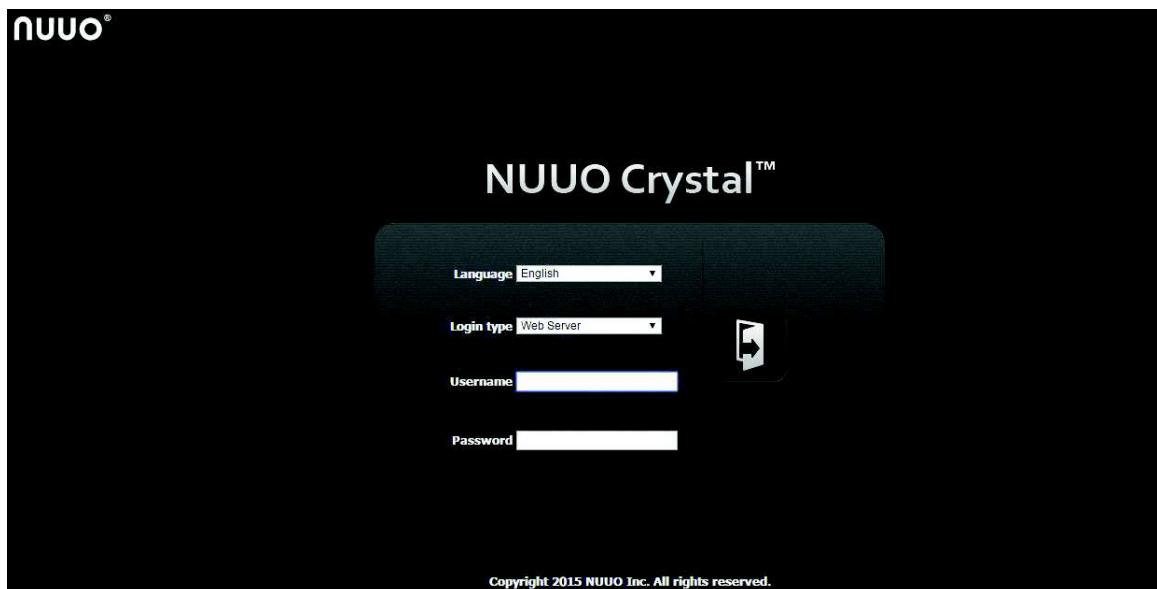 nuuo®
NUUO Crystal™
Language English
Login type Web Server
Username
Password
Copyright 2015 NUUO Inc. All rights reserved.